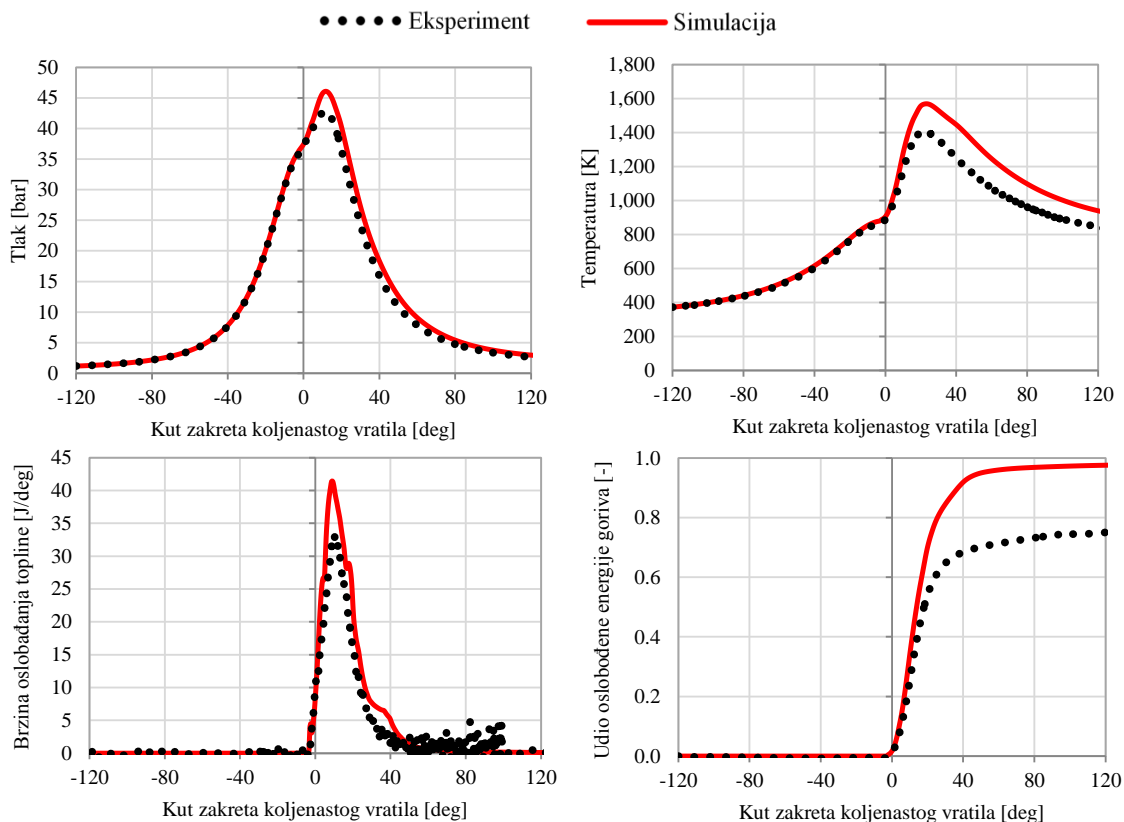 Eksperiment Simulacija
Tlak [bar]
50
45
40
35
30
25
20
15
10
5
0
-120 -80 -40 0 40 80 120
Kut zakreta koljenastog vratila [deg]
Temperatura [K]
1,800
1,600
1,400
1,200
1,000
800
600
400
200
0
-120 -80 -40 0 40 80 120
Kut zakreta koljenastog vratila [deg]
Brzina oslobađanja topline [J/deg]
45
40
35
30
25
20
15
10
5
0
-120 -80 -40 0 40 80 120
Kut zakreta koljenastog vratila [deg]
Udio oslobođene energije goriva [-]
1.0
0.8
0.6
0.4
0.2
0.0
-120 -80 -40 0 40 80 120
Kut zakreta koljenastog vratila [deg]